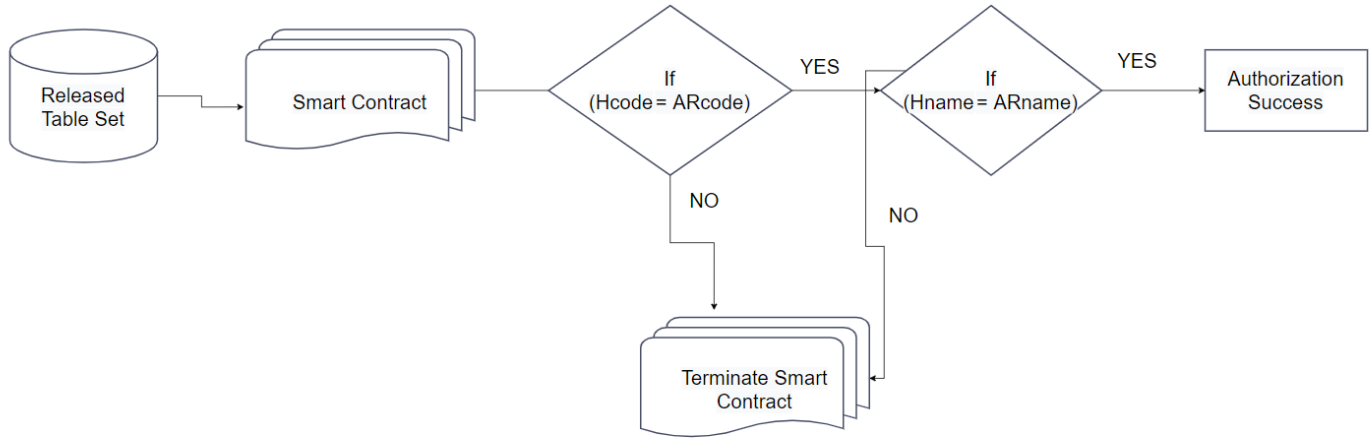 Released
Table Set
Smart Contract
If
(Hcode = ARcode)
YES
If
(Hname = ARname)
YES
Authorization
Success
NO
NO
Terminate Smart
Contract